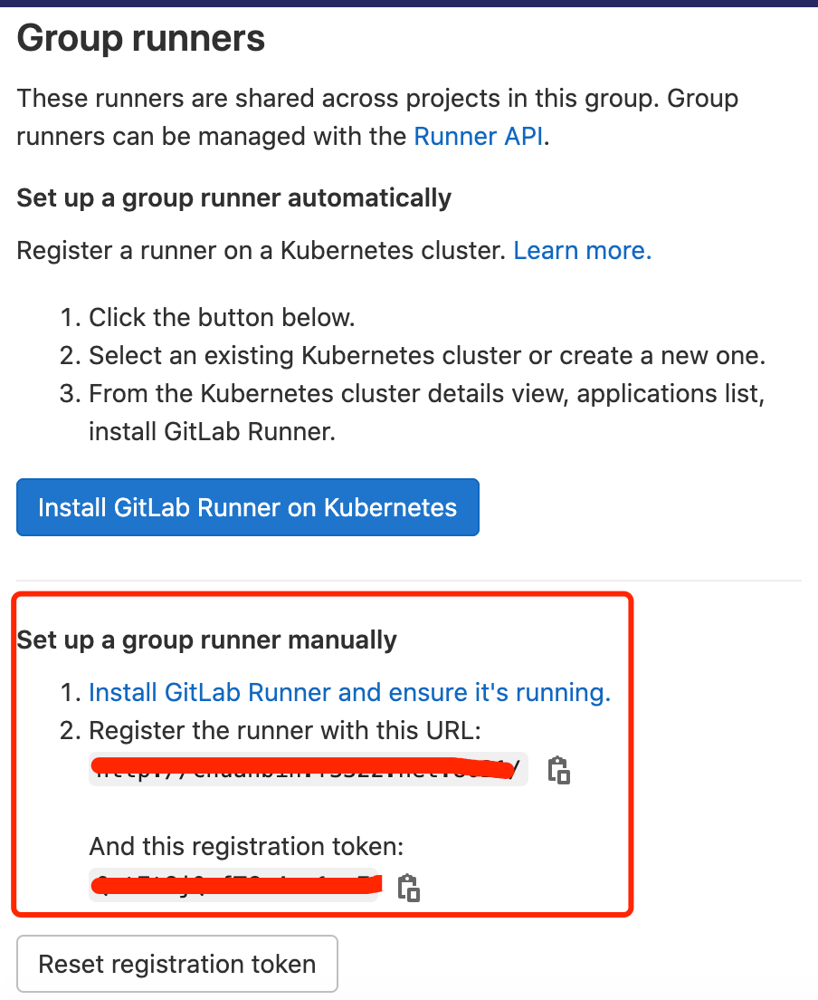 Group runners
These runners are shared across projects in this group. Group
runners can be managed with the Runner API.
Set up a group runner automatically
Register a runner on a Kubernetes cluster. Learn more.
1. Click the button below.
2. Select an existing Kubernetes cluster or create a new one.
3. From the Kubernetes cluster details view, applications list,
install GitLab Runner.
Install GitLab Runner on Kubernetes
Set up a group runner manually
1. Install GitLab Runner and ensure it's running.
2. Register the runner with this URL:
And this registration token:
Reset registration token